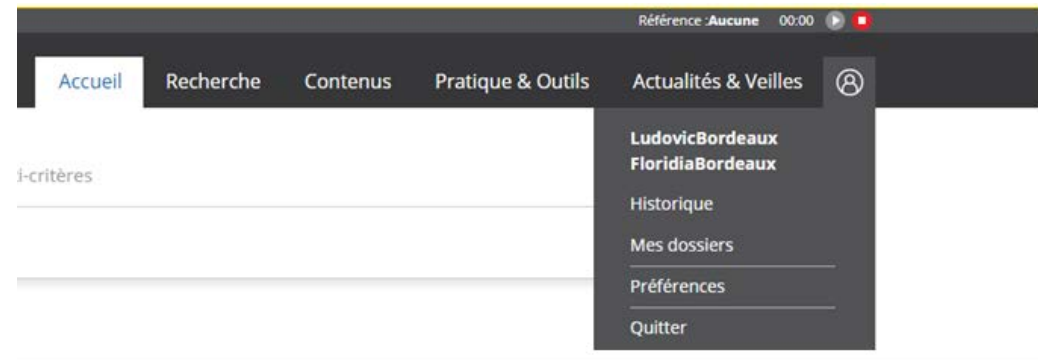 Référence :Aucune 00:00
Accueil Recherche Contenus Pratique & Outils Actualités & Veilles
LudovicBordeaux
FloridiaBordeaux
i-critères
Historique
Mes dossiers
Préférences
Quitter